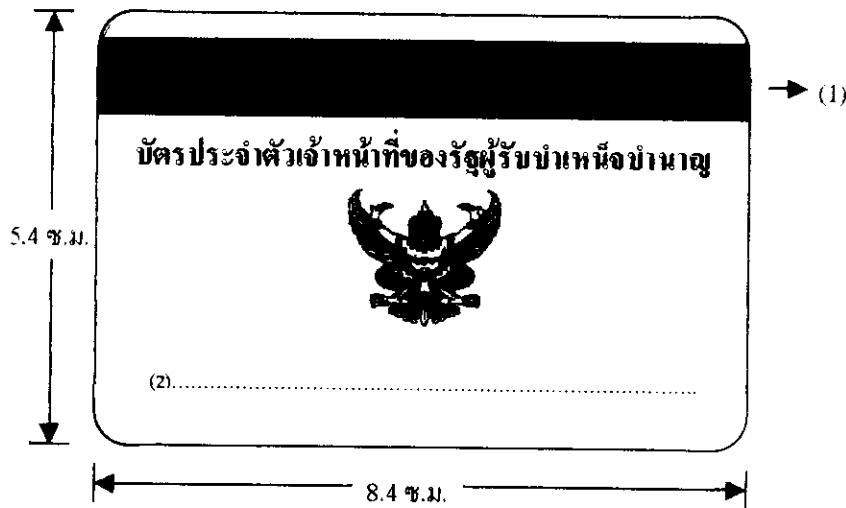 (1)
บัตรประจำตัวเจ้าหน้าที่ของรัฐผู้รับบำเหน็จบำนาญ
5.4 ซ.ม.
(2)..........................................................................................
8.4 ซ.ม.